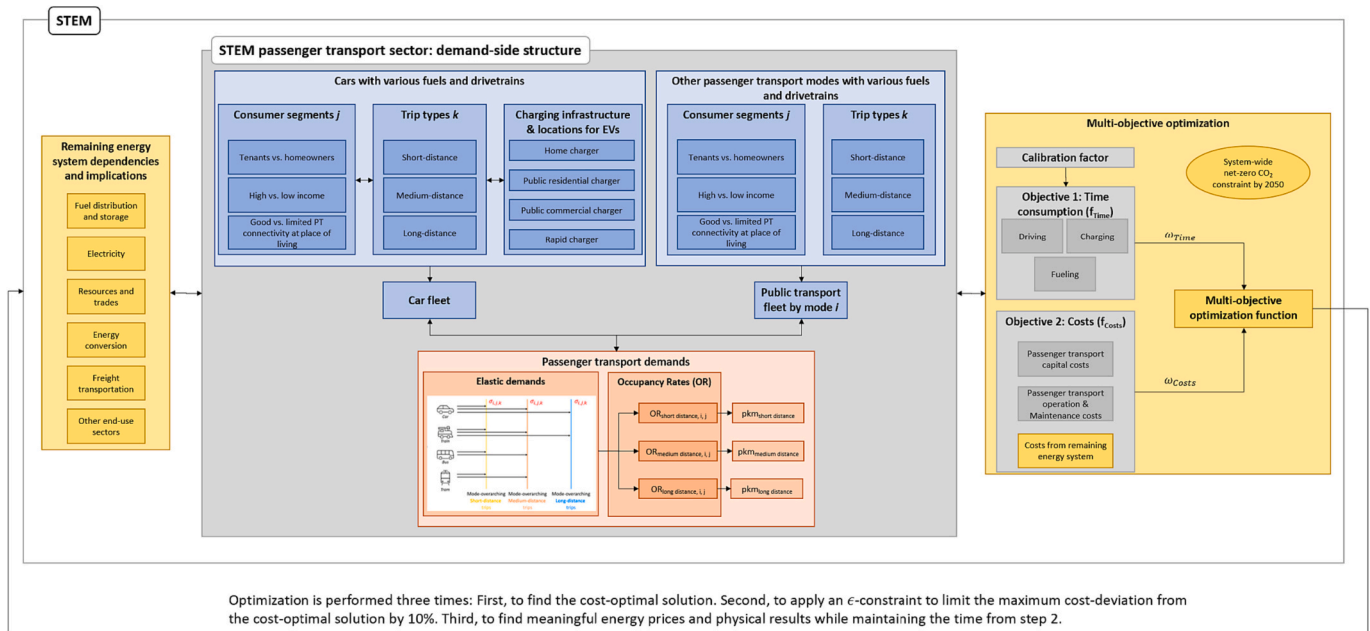 STEM
STEM passenger transport sector: demand-side structure
Cars with various fuels and drivetrains
Consumer segments j
Tenants vs. homeowners
High vs. low income
Good vs. limited PT
connectivity at place of
living
Trip types k
Short-distance
Medium-distance
Long-distance
Charging infrastructure
& locations for EVs
Home charger
Public residential charger
Public commercial charger
Rapid charger
Other passenger transport modes with various fuels
and drivetrains
Consumer segments j
Tenants vs. homeowners
High vs. low income
Good vs. limited PT
connectivity at place of
living
Trip types k
Short-distance
Medium-distance
Long-distance
Remaining energy
system dependencies
and implications
Fuel distribution
and storage
Electricity
Resources and
trades
Energy
conversion
Freight
transportation
Other end-use
sectors
Car fleet
Public transport
fleet by mode i
Passenger transport demands
Elastic demands
Car
Train
Bus
Tram
Mode-overarching
Short-distance
trips
Mode-overarching
Medium-distance
trips
Mode-overarching
Long-distance
trips
Occupancy Rates (OR)
OR short distance, i, j
OR medium distance, i, j
OR long distance, i, j
pkm short distance
pkm medium distance
pkm long distance
Multi-objective optimization
Calibration factor
System-wide
net-zero CO₂
constraint by 2050
Objective 1: Time
consumption (f Time)
Driving
Charging
Fueling
ω Time
Objective 2: Costs (f Costs)
Passenger transport
capital costs
Passenger transport
operation &
Maintenance costs
Costs from remaining
energy system
ω Costs
Multi-objective
optimization function
Optimization is performed three times: First, to find the cost-optimal solution. Second, to apply an ϵ-constraint to limit the maximum cost-deviation from
the cost-optimal solution by 10%. Third, to find meaningful energy prices and physical results while maintaining the time from step 2.